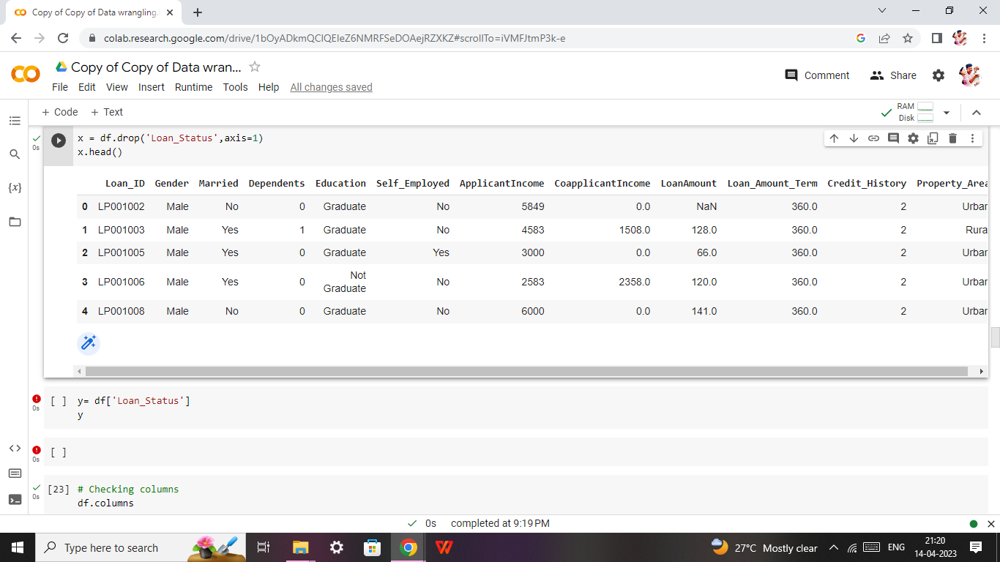 Copy of Copy of Data wrangling.
colab.research.google.com/drive/1bOyADkmQClQEIeZ6NMRFSeDOAejRZXKZ#scrollTo=iVMFJtmP3k-e
Copy of Copy of Data wran...
Comment Share
File Edit View Insert Runtime Tools Help All changes saved
+ Code + Text
RAM
Disk
x = df.drop('Loan_Status',axis=1)
0s
x.head()
Loan_ID Gender Married Dependents Education Self_Employed ApplicantIncome CoapplicantIncome LoanAmount Loan_Amount_Term Credit_History Property_Area
0 LP001002 Male No 0 Graduate No 5849 0.0 NaN 360.0 2 Urban
1 LP001003 Male Yes 1 Graduate No 4583 1508.0 128.0 360.0 2 Rura
2 LP001005 Male Yes 0 Graduate Yes 3000 0.0 66.0 360.0 2 Urban
3 LP001006 Male Yes 0 Not Graduate No 2583 2358.0 120.0 360.0 2 Urban
4 LP001008 Male No 0 Graduate No 6000 0.0 141.0 360.0 2 Urban
[ ] y= df['Loan_Status']
0s
y
[ ]
0s
[23] # Checking columns
0s
df.columns
0s completed at 9:19 PM
Type here to search
27°C Mostly clear
ENG
21:20
14-04-2023